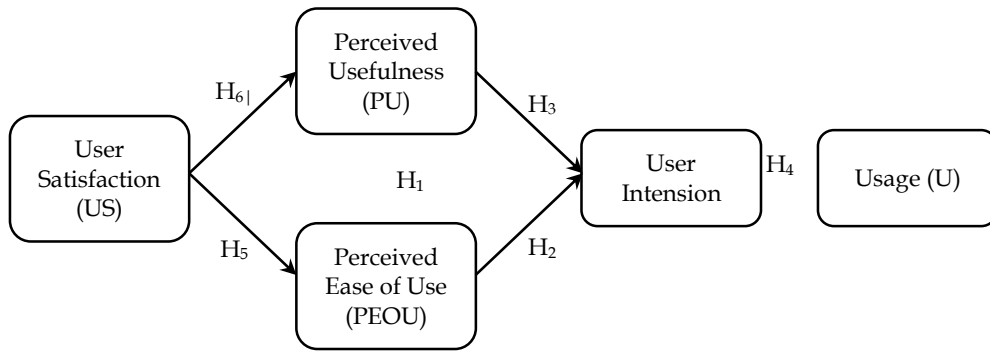 Perceived
Usefulness
(PU)
H6|
H3
User
Satisfaction
(US)
H1
User
Intension
H4
Usage (U)
H5
H2
Perceived
Ease of Use
(PEOU)